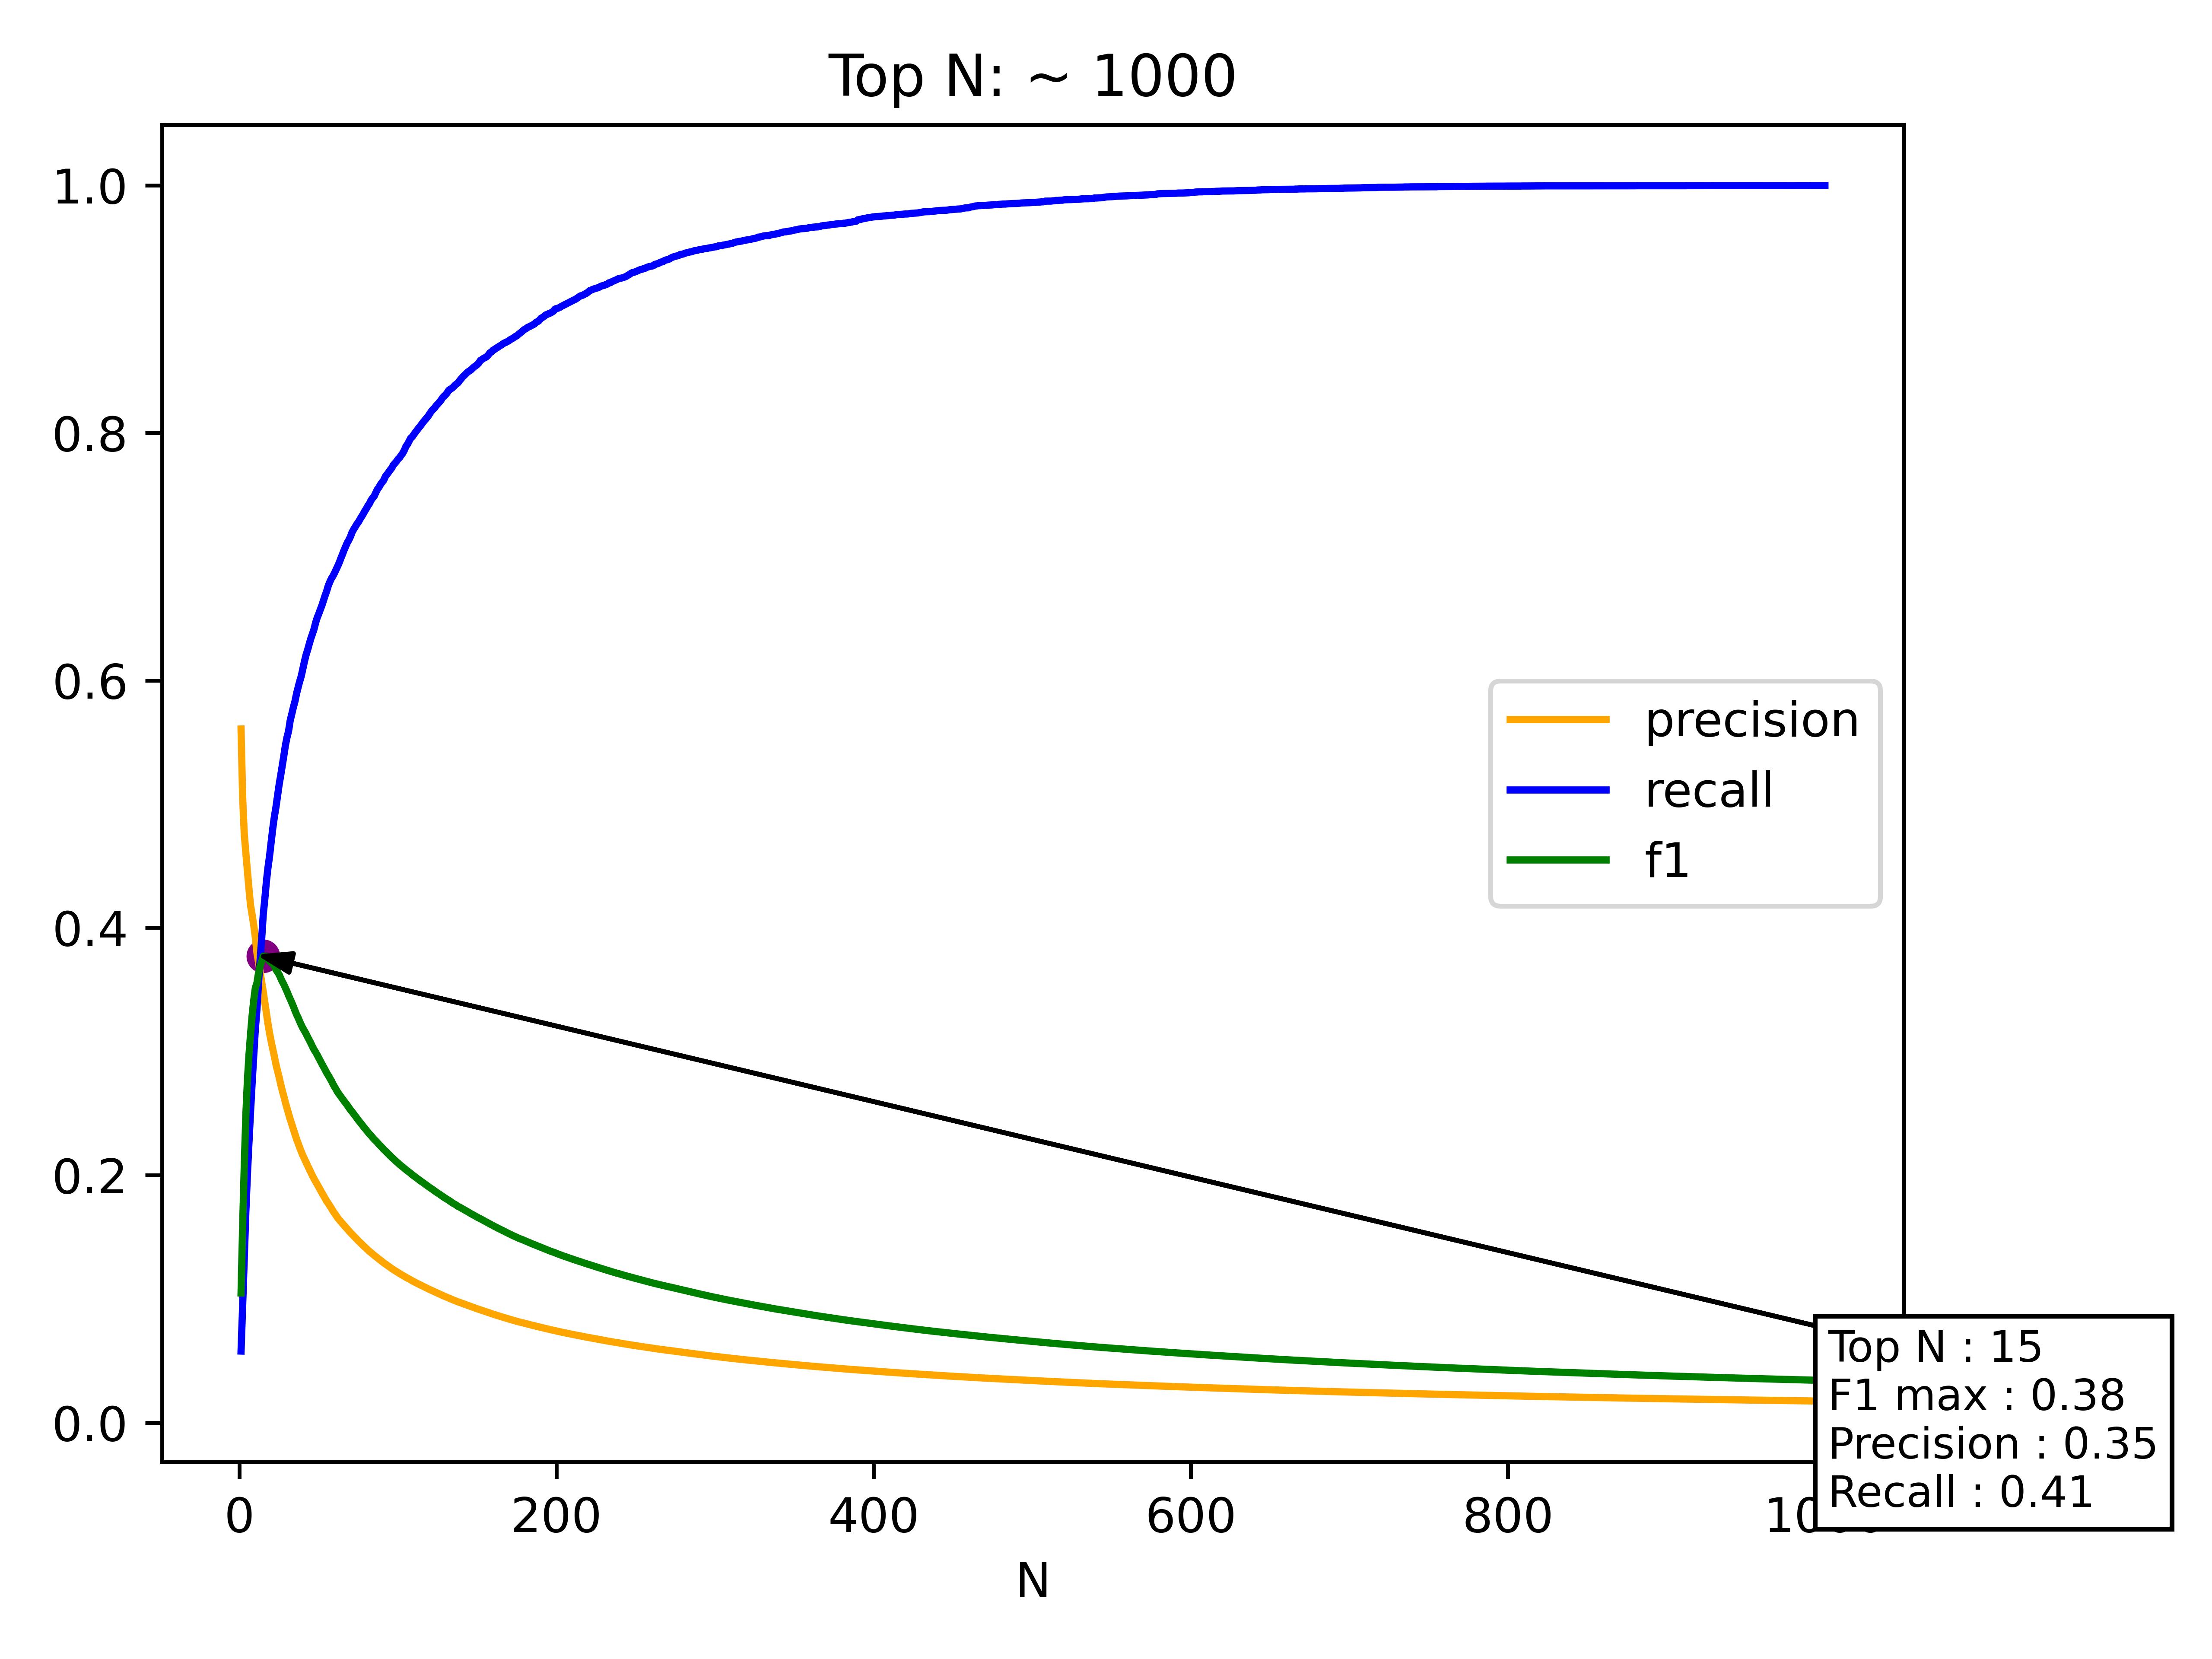 Top N: ~ 1000
1.0
0.8
0.6
0.4
0.2
0.0
precision
recall
f1
Top N : 15
F1 max : 0.38
Precision : 0.35
Recall : 0.41
0 200 400 600 800
N